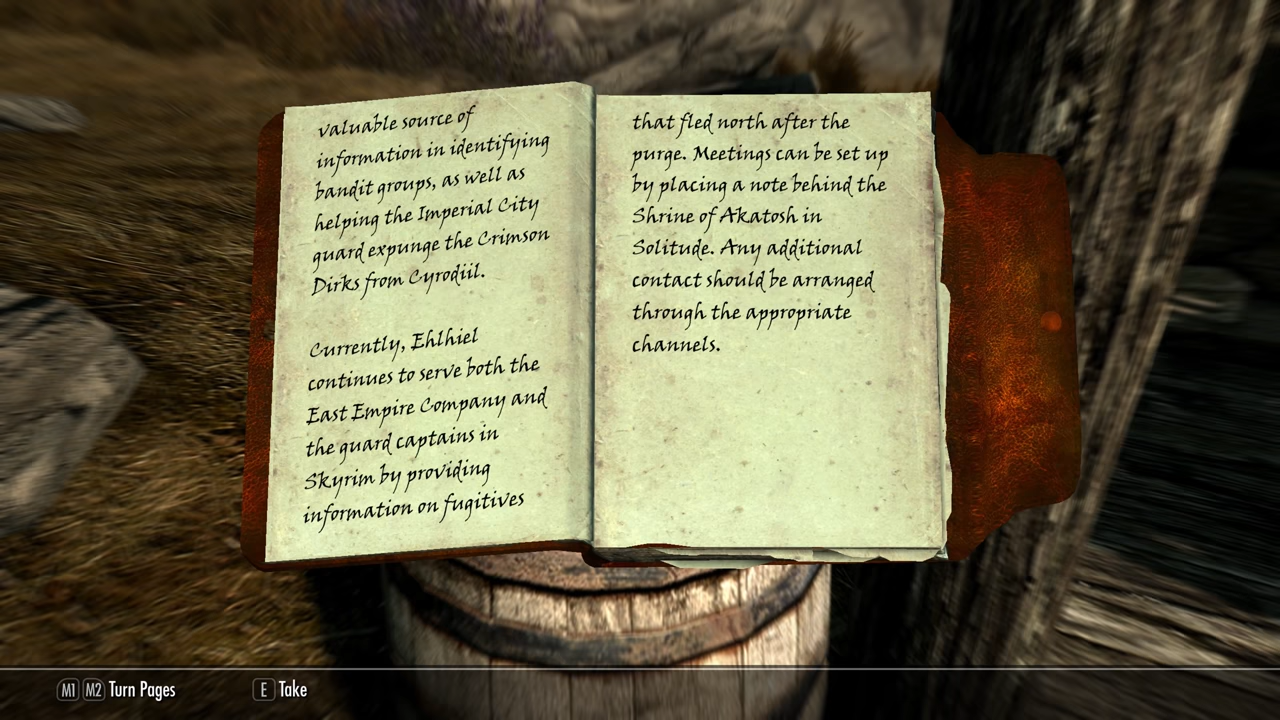 valuable source of
information in identifying
bandit groups, as well as
helping the Imperial City
guard expunge the Crimson
Dirks from Cyrodiil.
Currently, Ehlhiel
continues to serve both the
East Empire Company and
the guard captains in
Skyrim by providing
information on fugitives
that fled north after the
purge. Meetings can be set up
by placing a note behind the
Shrine of Akatosh in
Solitude. Any additional
contact should be arranged
through the appropriate
channels.
M1 M2 Turn Pages
E Take